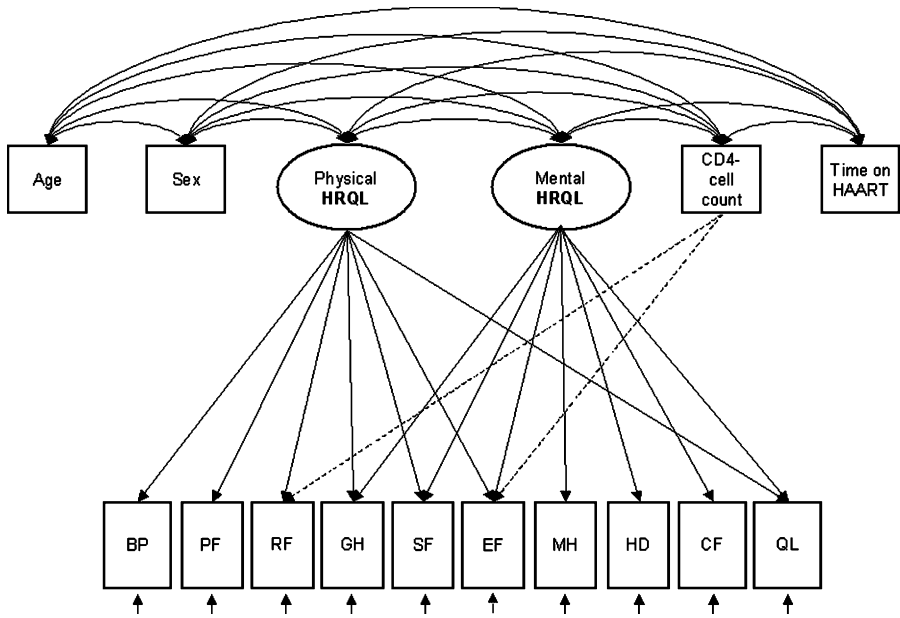 Age
Sex
Physical
HRQL
Mental
HRQL
CD4-
cell
count
Time on
HAART
BP
PF
RF
GH
SF
EF
MH
HD
CF
QL